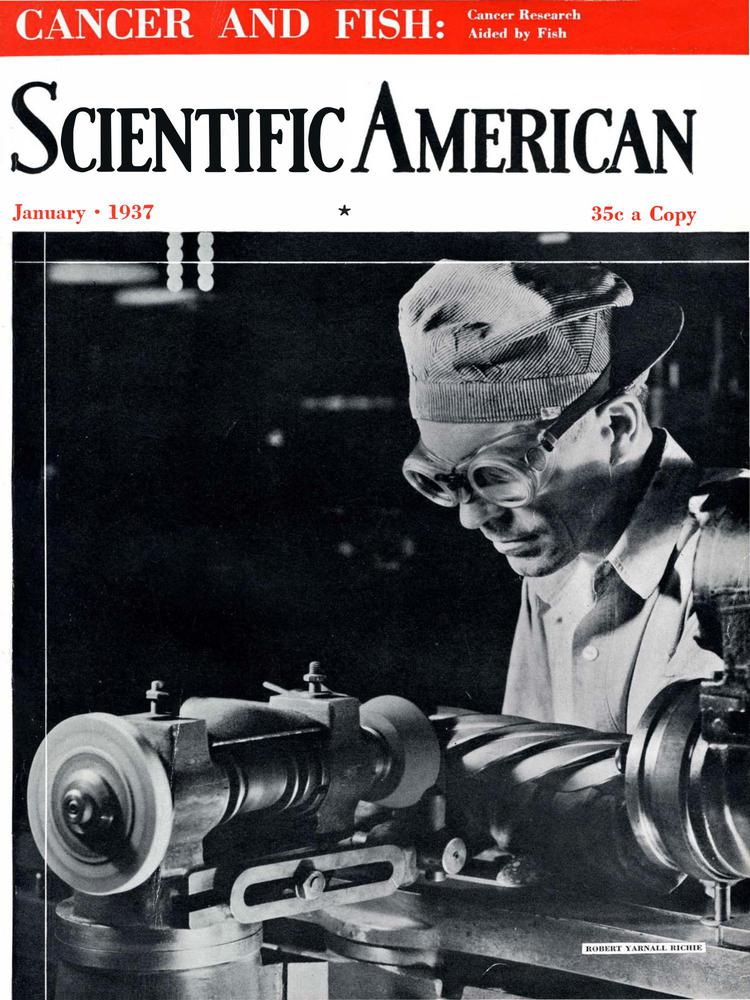 CANCER AND FISH:
Cancer Research
Aided by Fish
SCIENTIFIC AMERICAN
January • 1937
★
35c a Copy
ROBERT YARNALL RICHIE